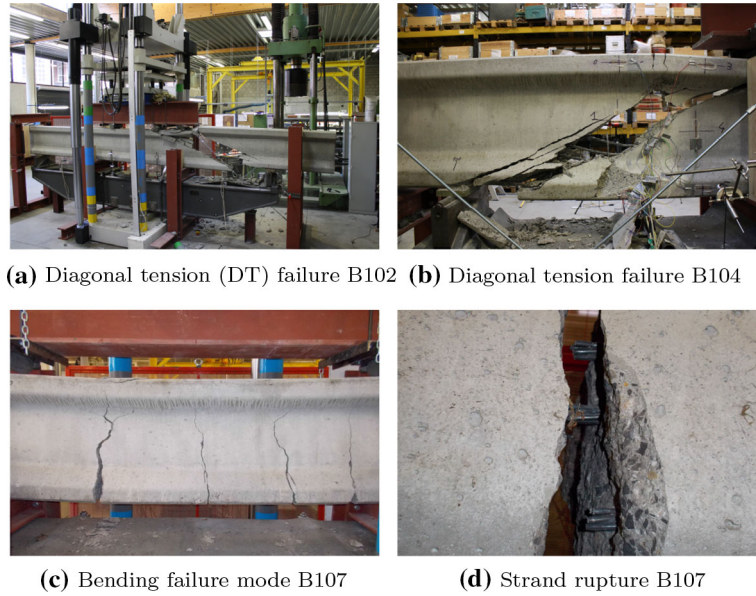 (a) Diagonal tension (DT) failure B102
(b) Diagonal tension failure B104
(c) Bending failure mode B107
(d) Strand rupture B107